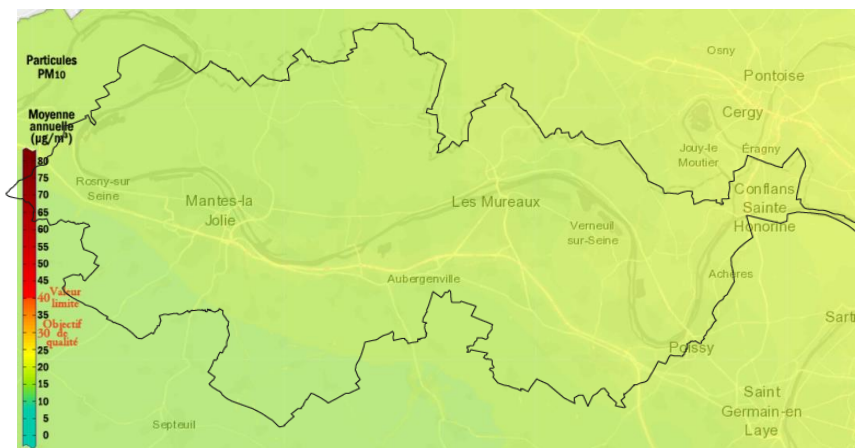 Particules
PM10
Moyenne
annuelle
(µg/m³)
80
75
70
65
60
55
50
45
40 Valeur
limite
35
30 Objectif
de
qualité
25
20
15
10
5
0
Osny
Pontoise
Cergy
Jouy-le
Moutier
Éragny
Conflans
Sainte
Honorine
Rosny-sur
Seine
Mantes-la
Jolie
Les Mureaux
Verneuil
sur-Seine
Aubergenville
Achères
Sartr
Poissy
Saint
Germain-en
Laye
Septeuil